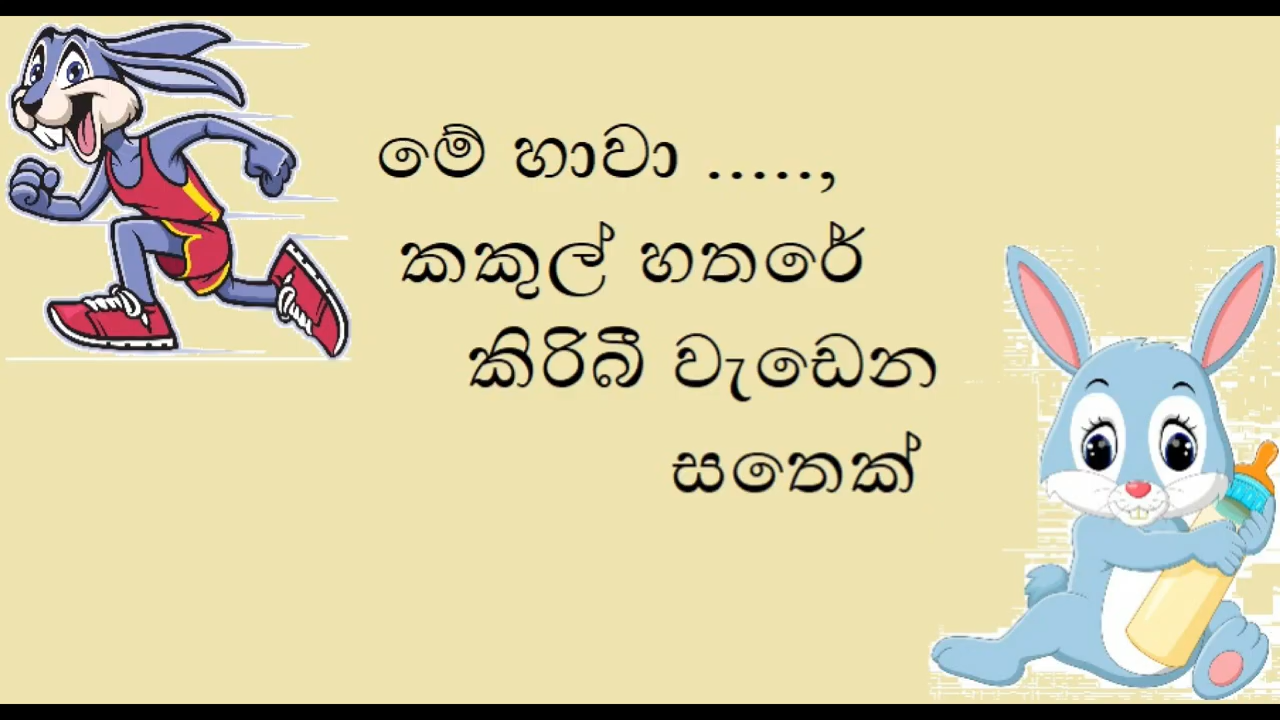 මේ හාවා .....,
කකුල් හතරේ
කිරිබී වැඩෙන
සතෙක්